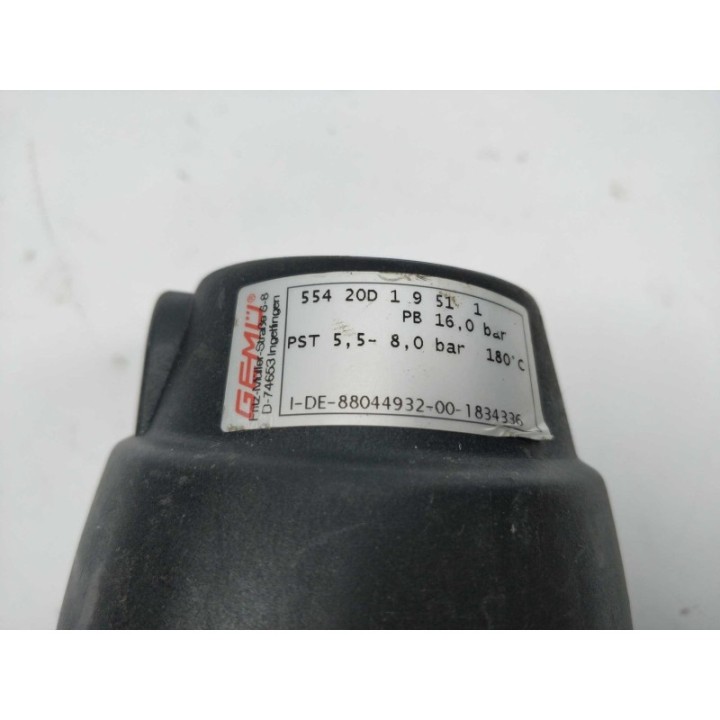 GEMÜ®
Fritz-Müller-Straße 6-8
D-74653 Ingelfingen
554 20D 1 9 51 1
PB 16,0 bar
PST 5,5- 8,0 bar 180°C
I-DE-88044932-00-1834336